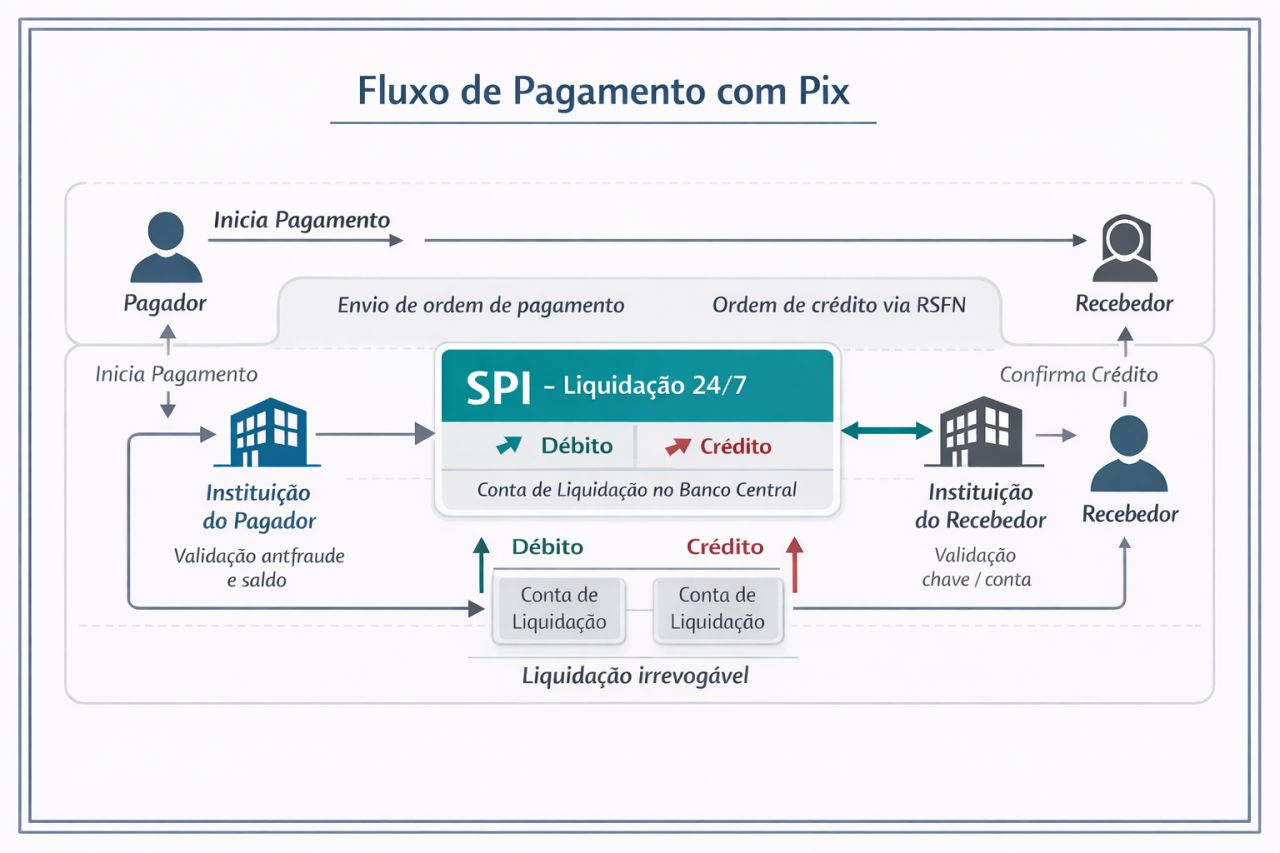 Fluxo de Pagamento com Pix
Inicia Pagamento
Pagador
Recebedor
Envio de ordem de pagamento
Ordem de crédito via RSFN
Inicia Pagamento
Confirma Crédito
SPI – Liquidação 24/7
Débito
Crédito
Conta de Liquidação no Banco Central
Instituição
do Pagador
Validação antfraude
e saldo
Instituição
do Recebedor
Validação
chave / conta
Recebedor
Débito
Crédito
Conta de
Liquidação
Conta de
Liquidação
Liquidação irrevogável